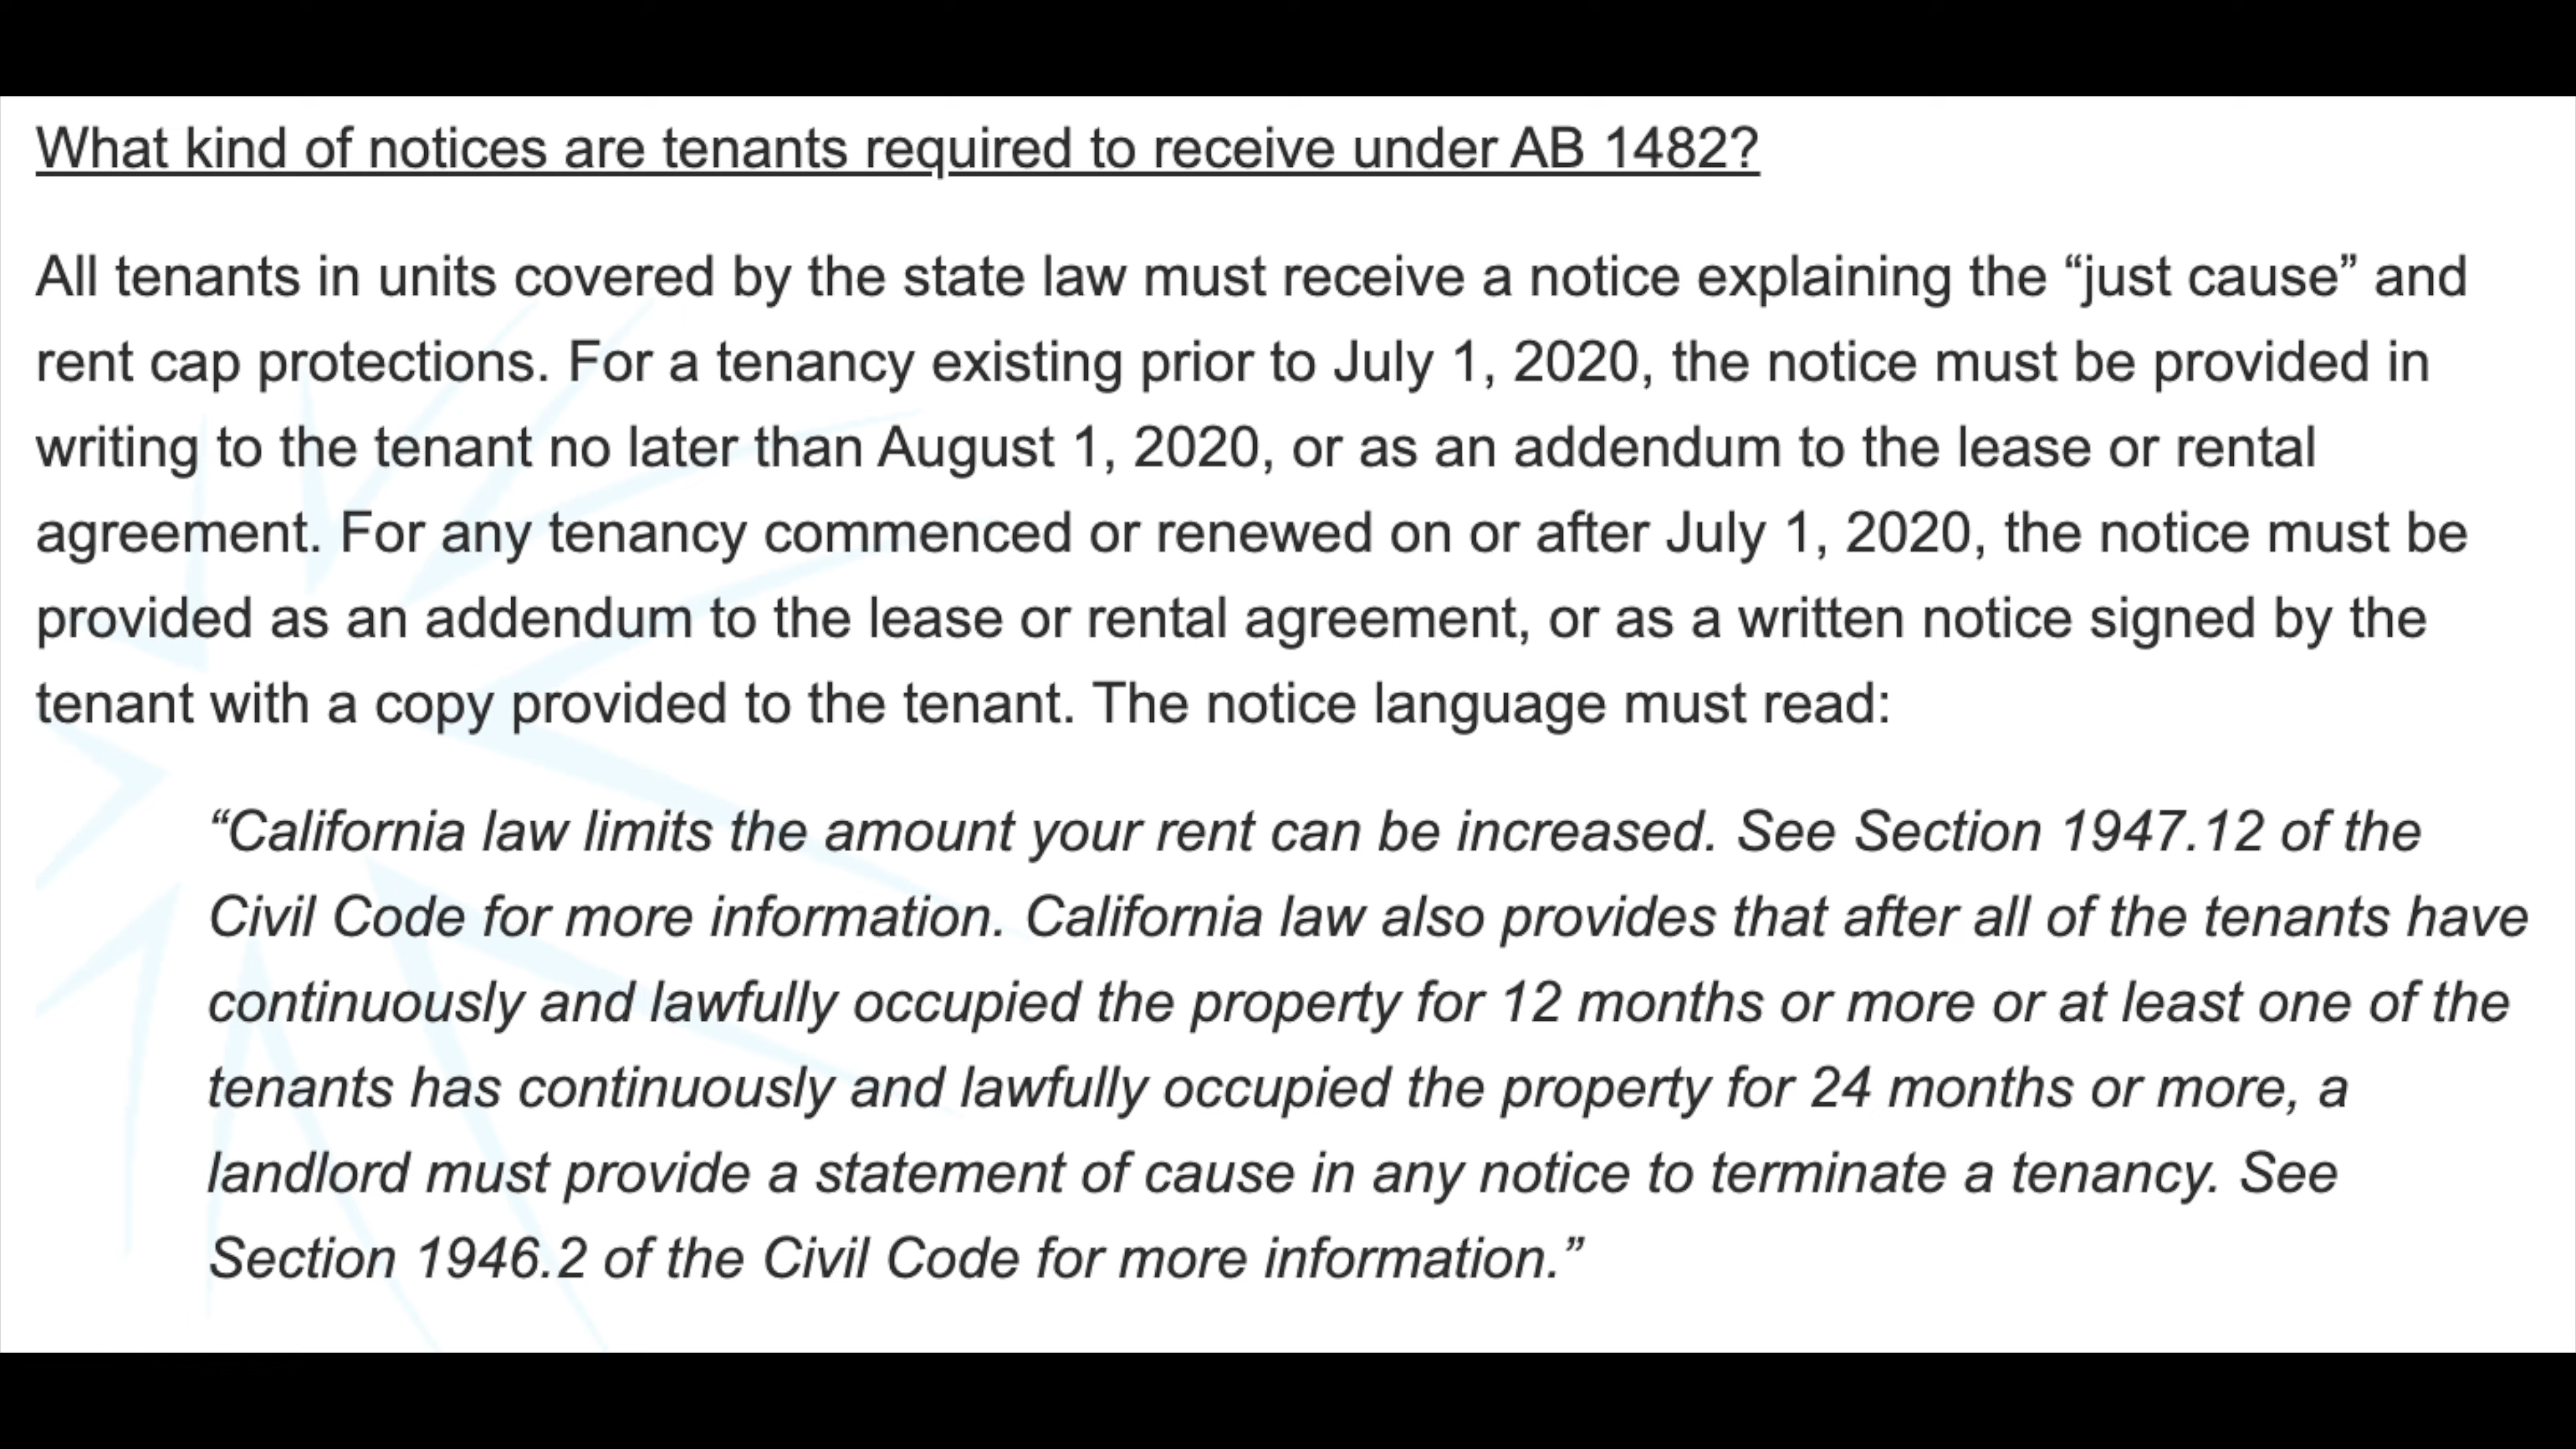 What kind of notices are tenants required to receive under AB 1482?
All tenants in units covered by the state law must receive a notice explaining the “just cause” and
rent cap protections. For a tenancy existing prior to July 1, 2020, the notice must be provided in
writing to the tenant no later than August 1, 2020, or as an addendum to the lease or rental
agreement. For any tenancy commenced or renewed on or after July 1, 2020, the notice must be
provided as an addendum to the lease or rental agreement, or as a written notice signed by the
tenant with a copy provided to the tenant. The notice language must read:
“California law limits the amount your rent can be increased. See Section 1947.12 of the
Civil Code for more information. California law also provides that after all of the tenants have
continuously and lawfully occupied the property for 12 months or more or at least one of the
tenants has continuously and lawfully occupied the property for 24 months or more, a
landlord must provide a statement of cause in any notice to terminate a tenancy. See
Section 1946.2 of the Civil Code for more information.”